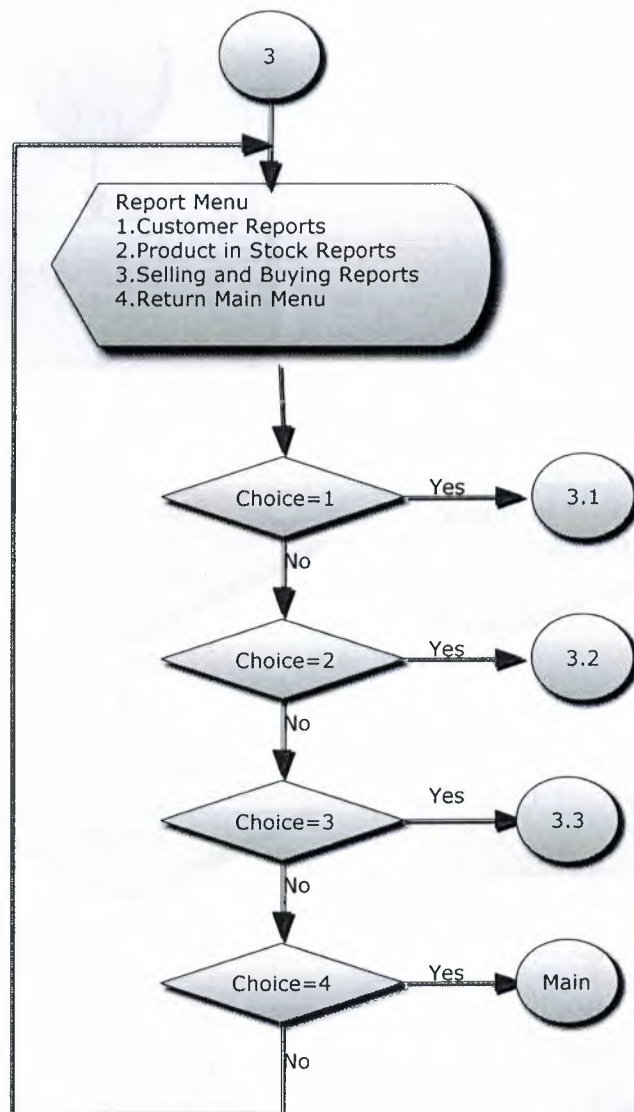 3
Report Menu
1.Customer Reports
2.Product in Stock Reports
3.Selling and Buying Reports
4.Return Main Menu
Choice=1
Yes
3.1
No
Choice=2
Yes
3.2
No
Choice=3
Yes
3.3
No
Choice=4
Yes
Main
No